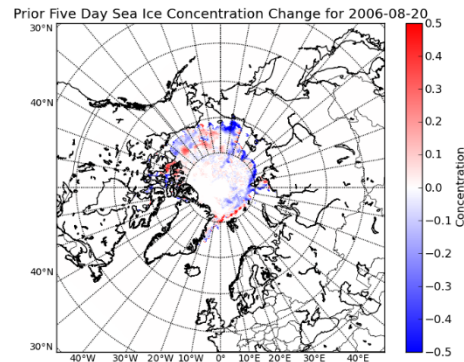 Prior Five Day Sea Ice Concentration Change for 2006-08-20
30°N
40°N
40°N
30°N
40°W 30°W 20°W 10°W 0° 10°E 20°E 30°E 40°E
0.5
0.4
0.3
0.2
0.1
0.0
−0.1
−0.2
−0.3
−0.4
−0.5
Concentration